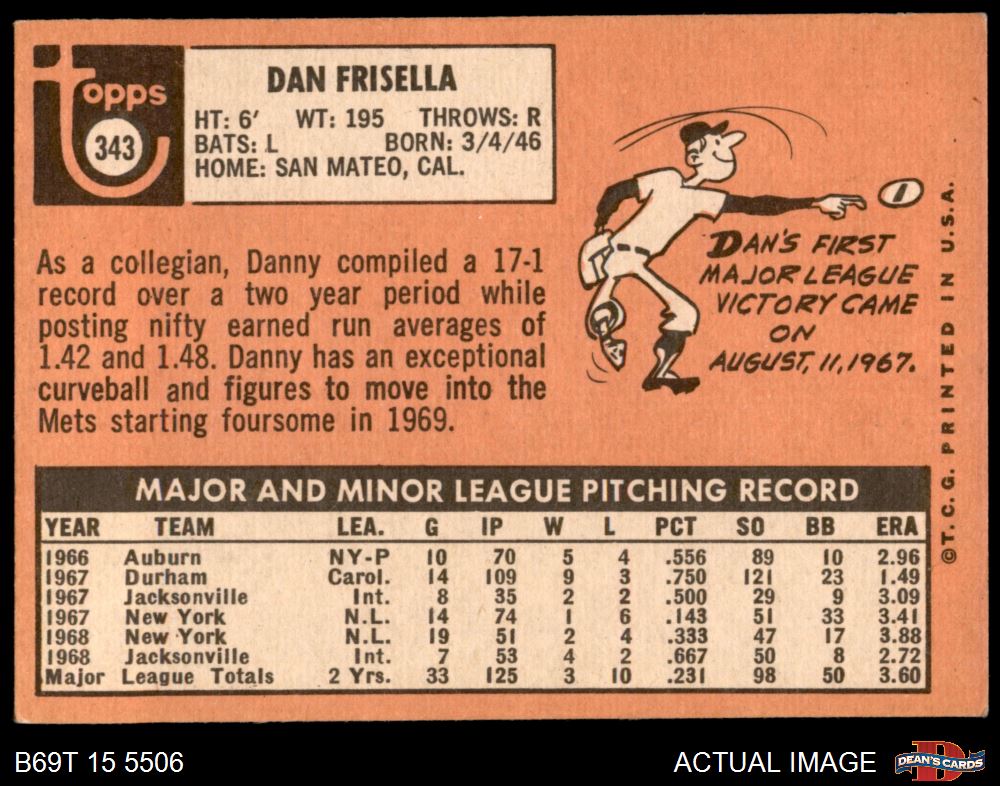 topps
343
DAN FRISELLA
HT: 6' WT: 195 THROWS: R
BATS: L BORN: 3/4/46
HOME: SAN MATEO, CAL.
As a collegian, Danny compiled a 17-1
record over a two year period while
posting nifty earned run averages of
1.42 and 1.48. Danny has an exceptional
curveball and figures to move into the
Mets starting foursome in 1969.
1
DAN'S FIRST
MAJOR LEAGUE
VICTORY CAME
ON
AUGUST, 11, 1967.
©T.C.G. PRINTED IN U.S.A.
MAJOR AND MINOR LEAGUE PITCHING RECORD
YEAR TEAM LEA. G IP W L PCT SO BB ERA
1966 Auburn NY-P 10 70 5 4 .556 89 10 2.96
1967 Durham Carol. 14 109 9 3 .750 121 23 1.49
1967 Jacksonville Int. 8 35 2 2 .500 29 9 3.09
1967 New York N.L. 14 74 1 6 .143 51 33 3.41
1968 New York N.L. 19 51 2 4 .333 47 17 3.88
1968 Jacksonville Int. 7 53 4 2 .667 50 8 2.72
Major League Totals 2 Yrs. 33 125 3 10 .231 98 50 3.60
B69T 15 5506
ACTUAL IMAGE
D
DEAN'S CARDS